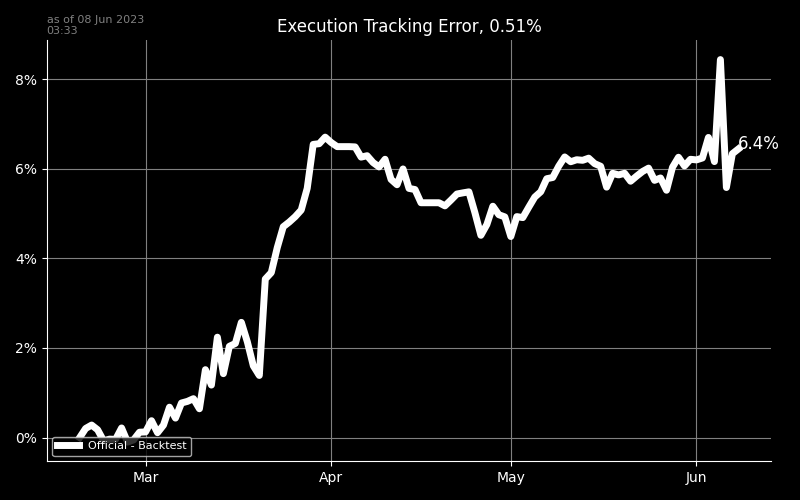 as of 08 Jun 2023
03:33
Execution Tracking Error, 0.51%
8%
6.4%
6%
4%
2%
0%
Official - Backtest
Mar Apr May Jun